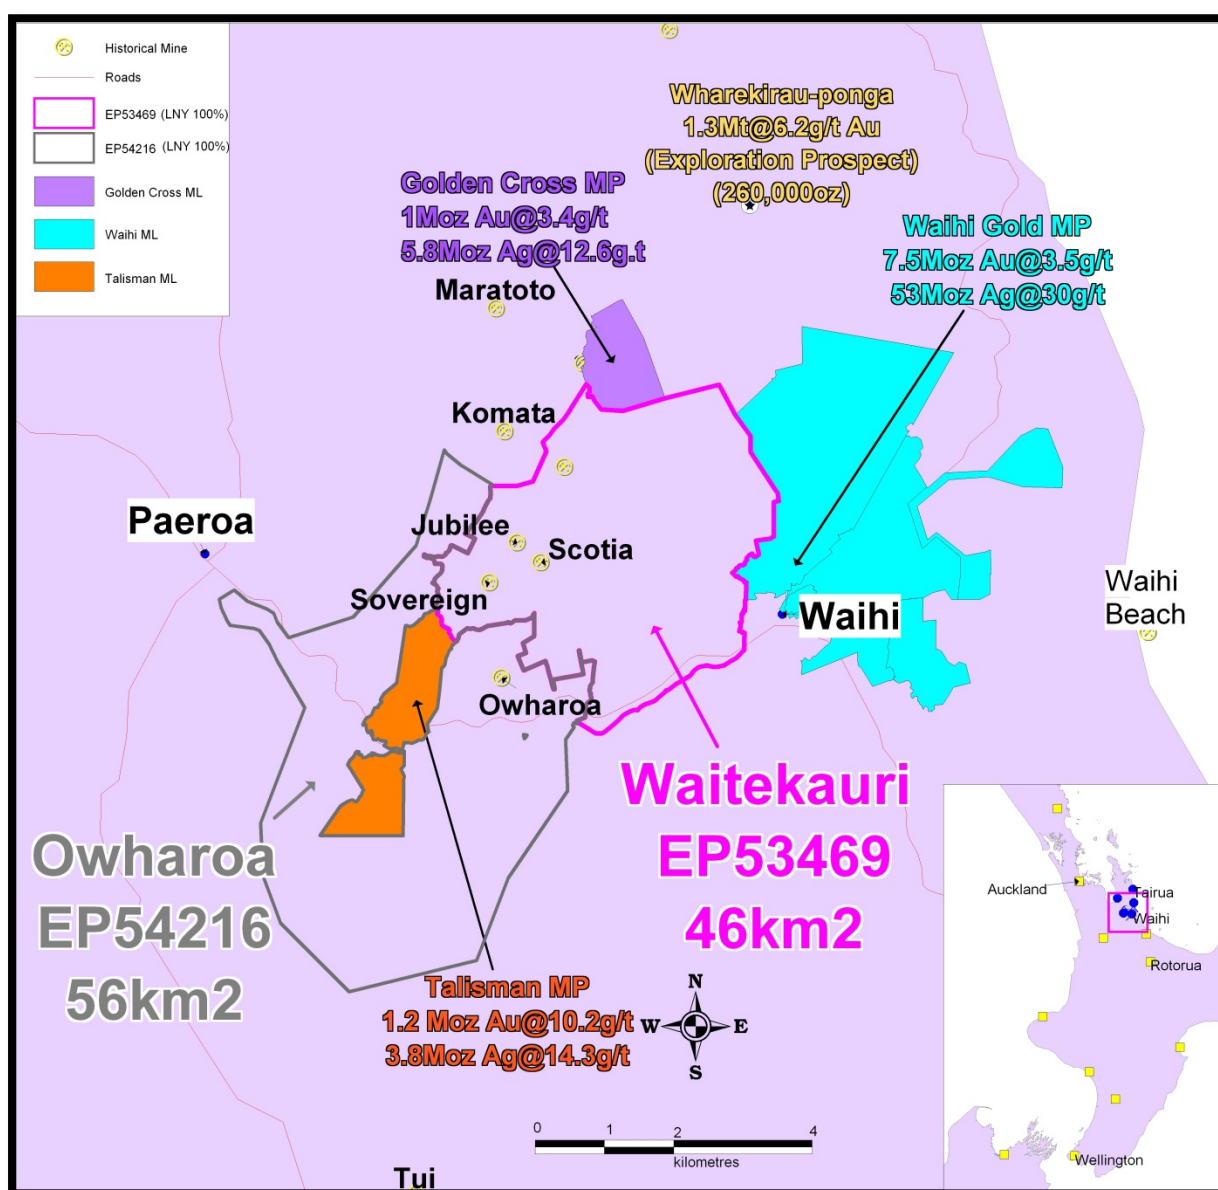 Historical Mine
Roads
EP53469 (LNY 100%)
EP54216 (LNY 100%)
Golden Cross ML
Waihi ML
Talisman ML
Wharekirau-ponga
1.3Mt@6.2g/t Au
(Exploration Prospect)
(260,000oz)
Golden Cross MP
1Moz Au@3.4g/t
5.8Moz Ag@12.6g.t
Waihi Gold MP
7.5Moz Au@3.5g/t
53Moz Ag@30g/t
Maratoto
Komata
Paeroa
Jubilee
Scotia
Sovereign
Waihi
Waihi
Beach
Owharoa
Waitekauri
EP53469
46km2
Owharoa
EP54216
56km2
Talisman MP
1.2 Moz Au@10.2g/t
3.8Moz Ag@14.3g/t
N
W E
S
0 1 2 4
kilometres
Tui
Auckland
Tairua
Waihi
Rotorua
Wellington